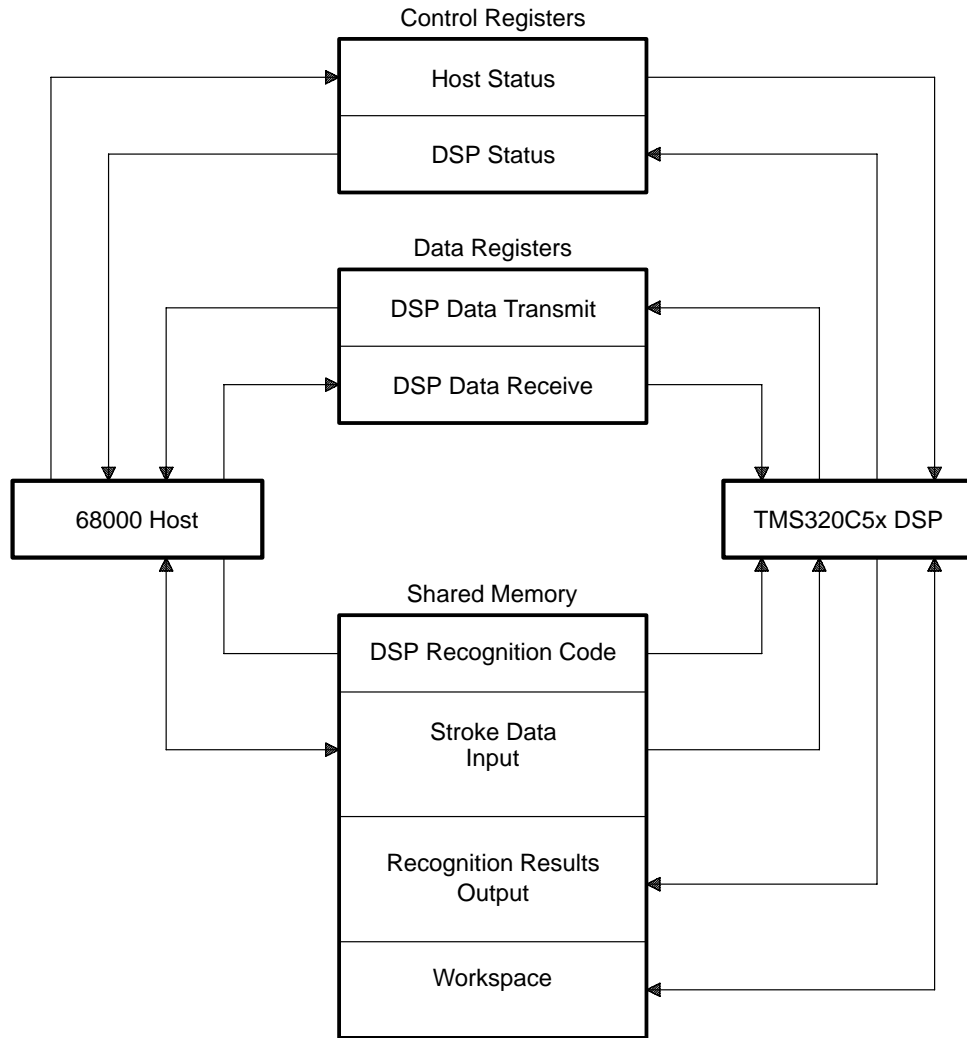 Control Registers
Host Status
DSP Status
Data Registers
DSP Data Transmit
DSP Data Receive
68000 Host
TMS320C5x DSP
Shared Memory
DSP Recognition Code
Stroke Data
Input
Recognition Results
Output
Workspace